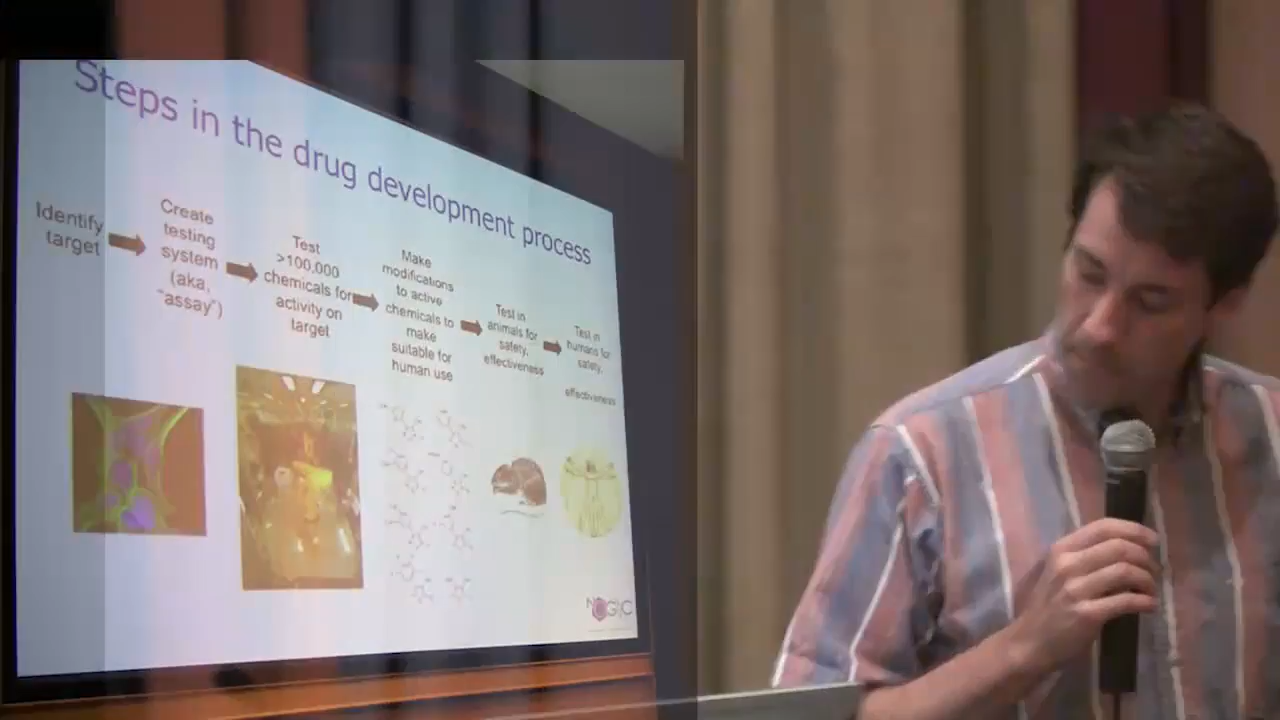 Steps in the drug development process
Identify
target
Create
testing
system
(aka,
"assay")
Test
>100,000
chemicals for
activity on
target
Make
modifications
to active
chemicals to
make
suitable for
human use
Test in
animals for
safety,
effectiveness
Test in
humans for
safety,
effectiveness